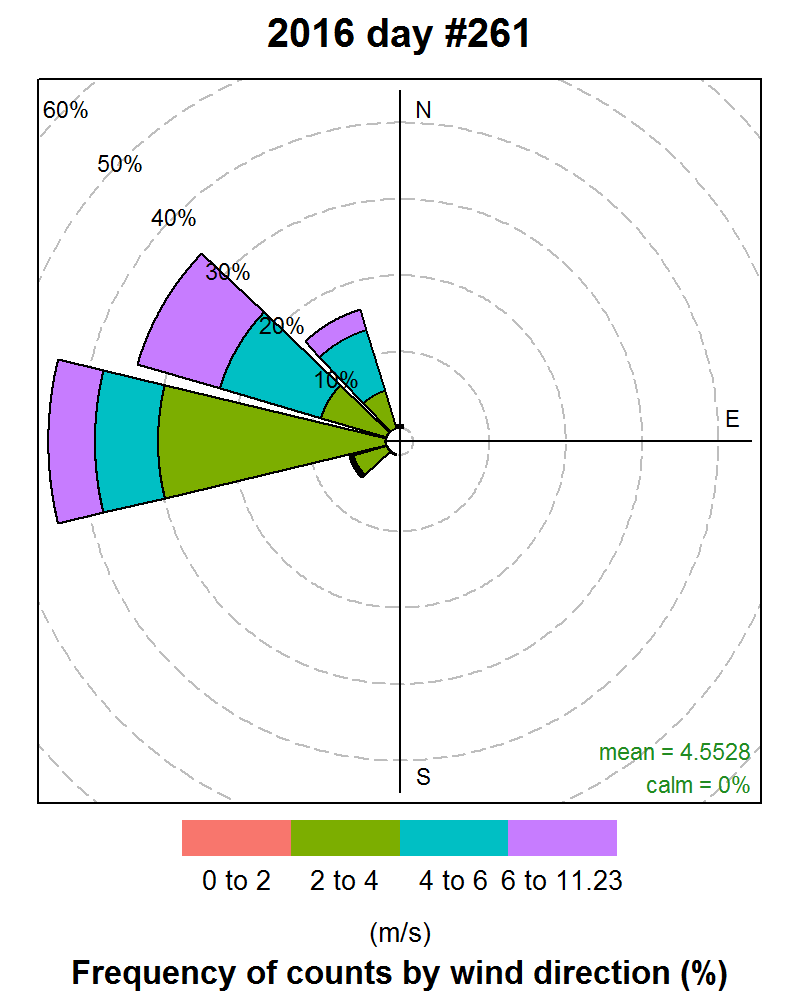 2016 day #261
60%
N
50%
40%
30%
20%
10%
E
mean = 4.5528
S
calm = 0%
0 to 2 2 to 4 4 to 6 6 to 11.23
(m/s)
Frequency of counts by wind direction (%)